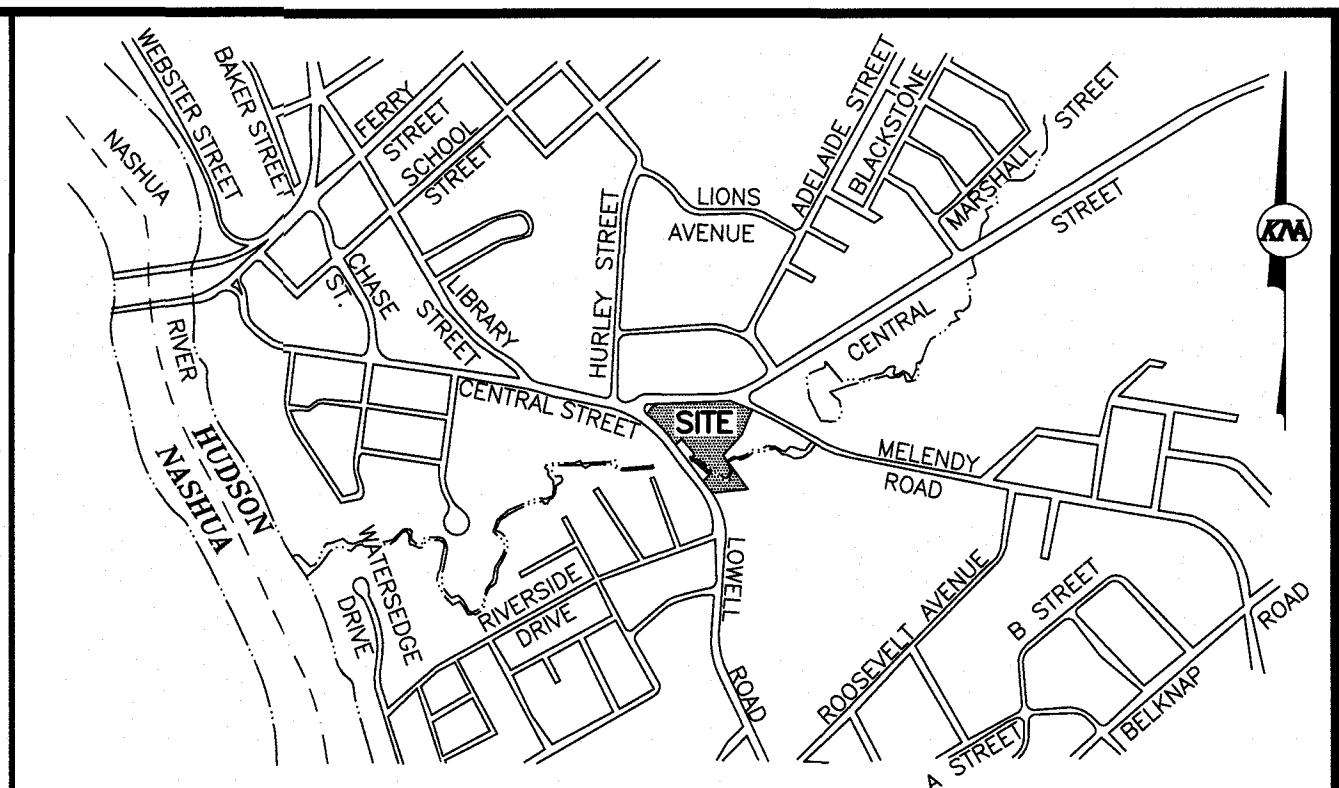 WEBSTER STREET
BAKER STREET
FERRY
STREET
SCHOOL
STREET
ADELAIDE STREET
BLACKSTONE
MARSHALL
STREET
NASHUA
LIONS
AVENUE
STREET
KNA
CHASE
ST.
LIBRARY
STREET
HURLEY STREET
CENTRAL
RIVER
CENTRAL STREET
SITE
MELENDY
ROAD
HUDSON
NASHUA
WATERSEDGE
DRIVE
RIVERSIDE
DRIVE
LOWELL
ROAD
ROOSEVELT AVENUE
B STREET
ROAD
BELKNAP
A STREET